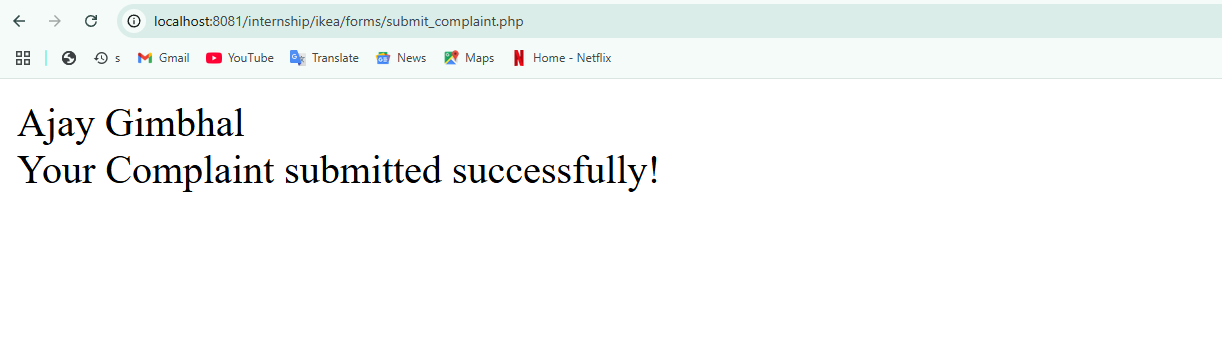 localhost:8081/internship/ikea/forms/submit_complaint.php
s Gmail YouTube Translate News Maps Home - Netflix
Ajay Gimbhal
Your Complaint submitted successfully!